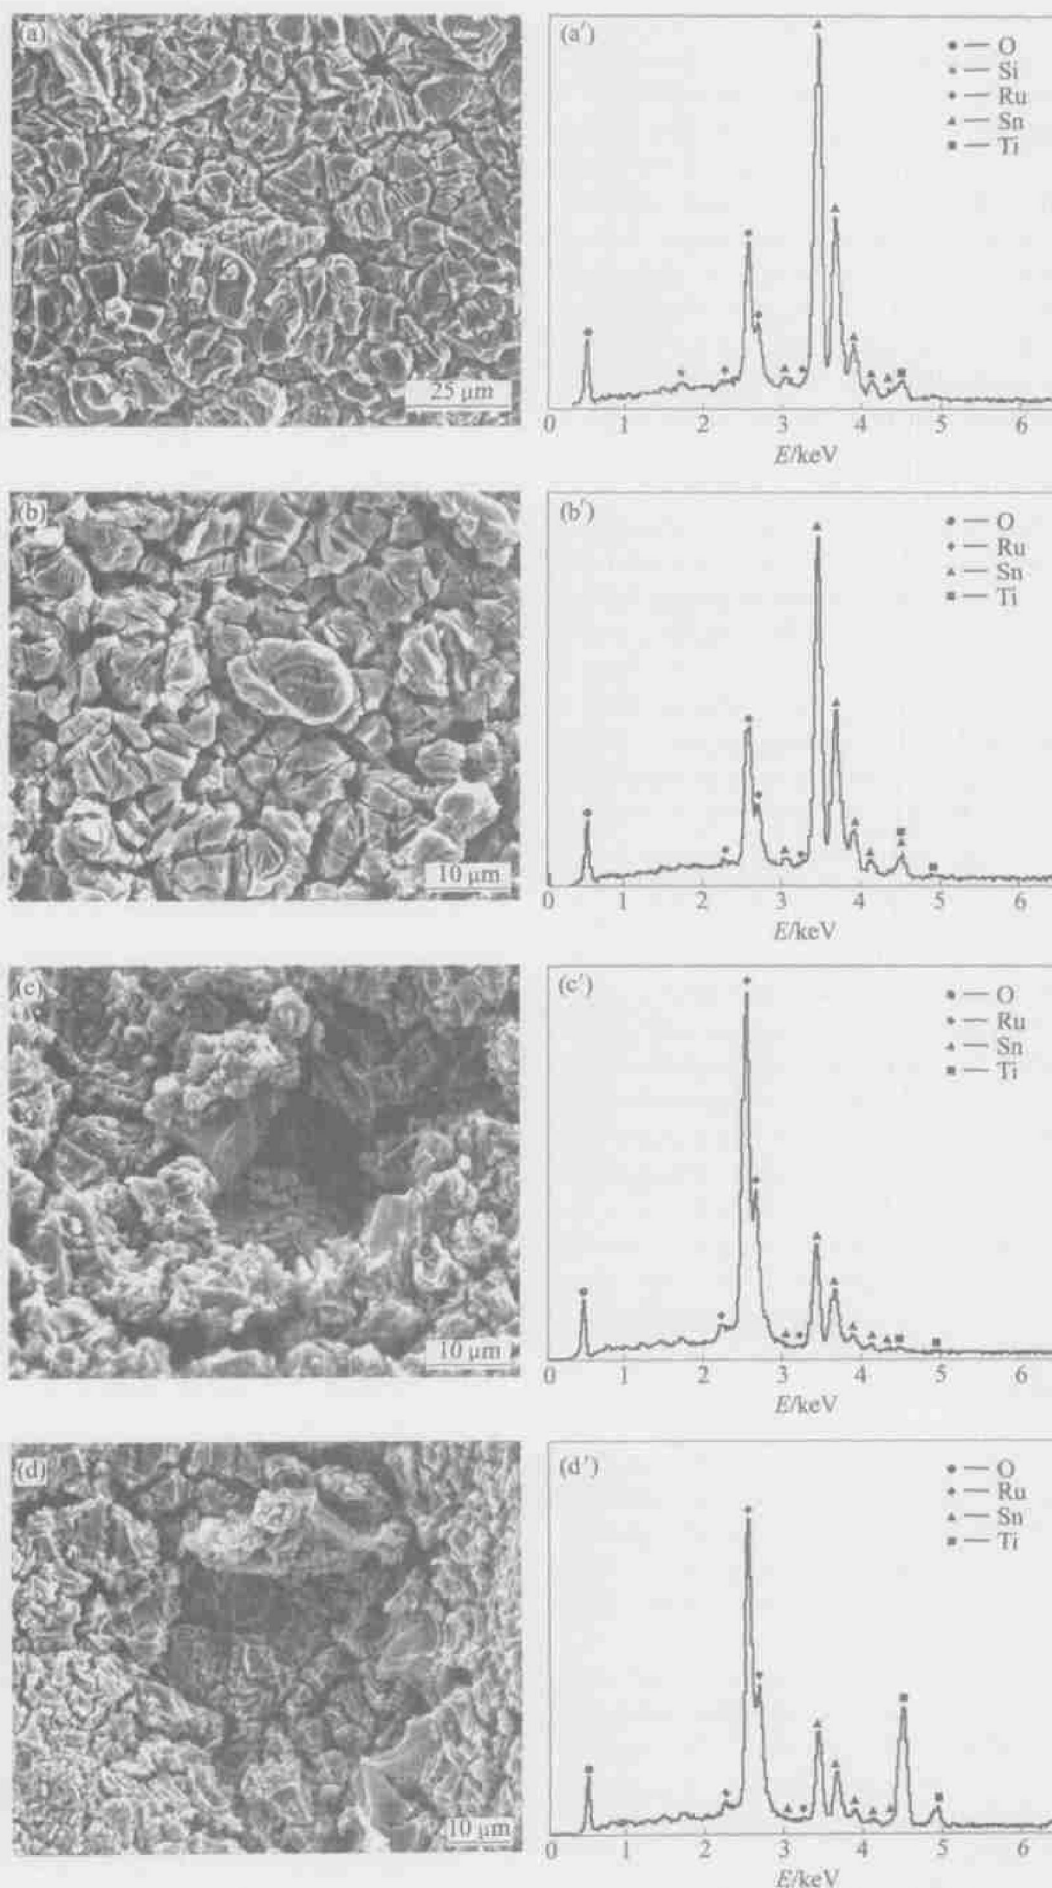 (a)
25 μm
(a′)
O
Si
Ru
Sn
Ti
0 1 2 3 4 5 6
E/keV
(b)
10 μm
(b′)
O
Ru
Sn
Ti
0 1 2 3 4 5 6
E/keV
(c)
10 μm
(c′)
O
Ru
Sn
Ti
0 1 2 3 4 5 6
E/keV
(d)
10 μm
(d′)
O
Ru
Sn
Ti
0 1 2 3 4 5 6
E/keV